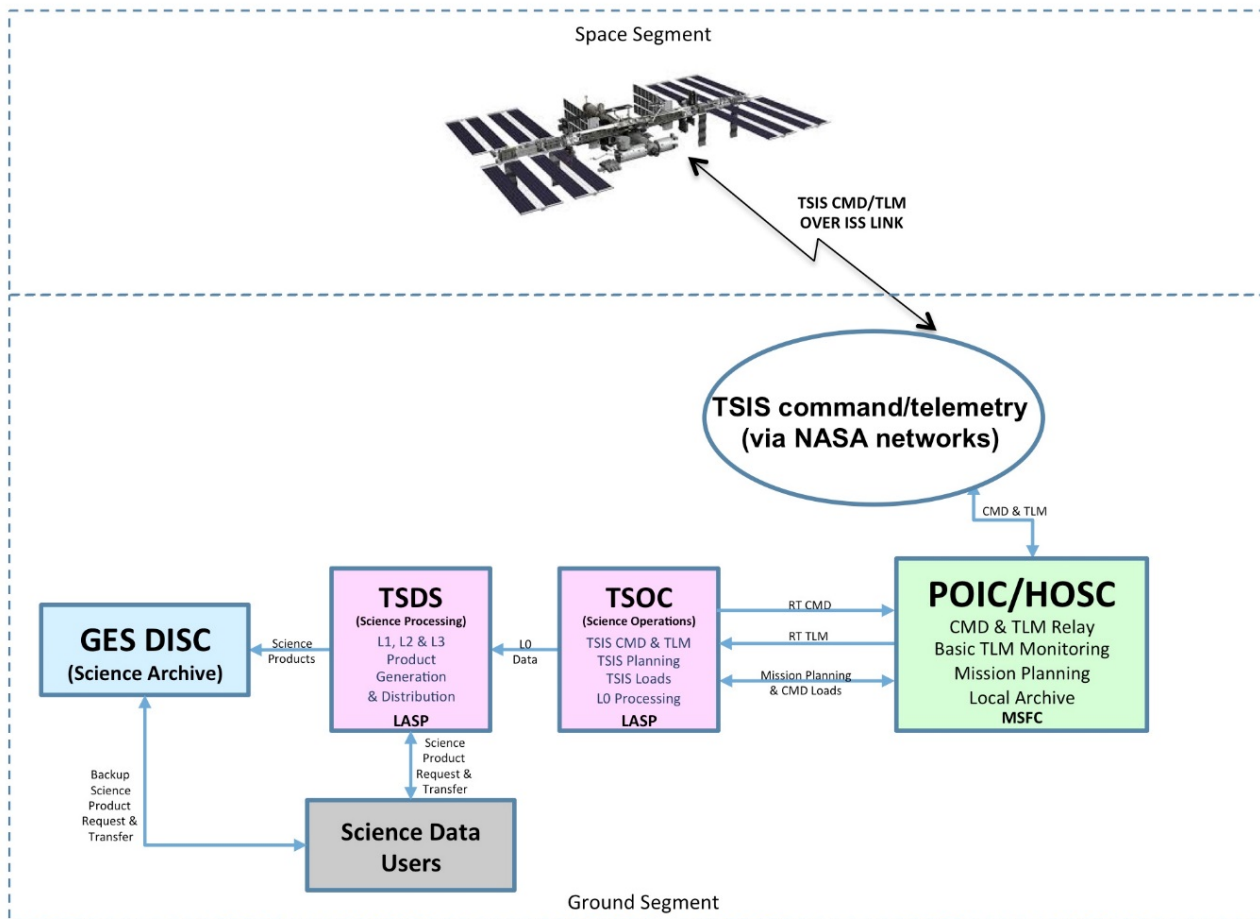 Space Segment
TSIS CMD/TLM
OVER ISS LINK
TSIS command/telemetry
(via NASA networks)
CMD & TLM
GES DISC
(Science Archive)
Science
Products
TSDS
(Science Processing)
L1, L2 & L3
Product
Generation
& Distribution
LASP
L0
Data
TSOC
(Science Operations)
TSIS CMD & TLM
TSIS Planning
TSIS Loads
L0 Processing
LASP
RT CMD
RT TLM
Mission Planning
& CMD Loads
POIC/HOSC
CMD & TLM Relay
Basic TLM Monitoring
Mission Planning
Local Archive
MSFC
Backup
Science
Product
Request &
Transfer
Science
Product
Request &
Transfer
Science Data
Users
Ground Segment